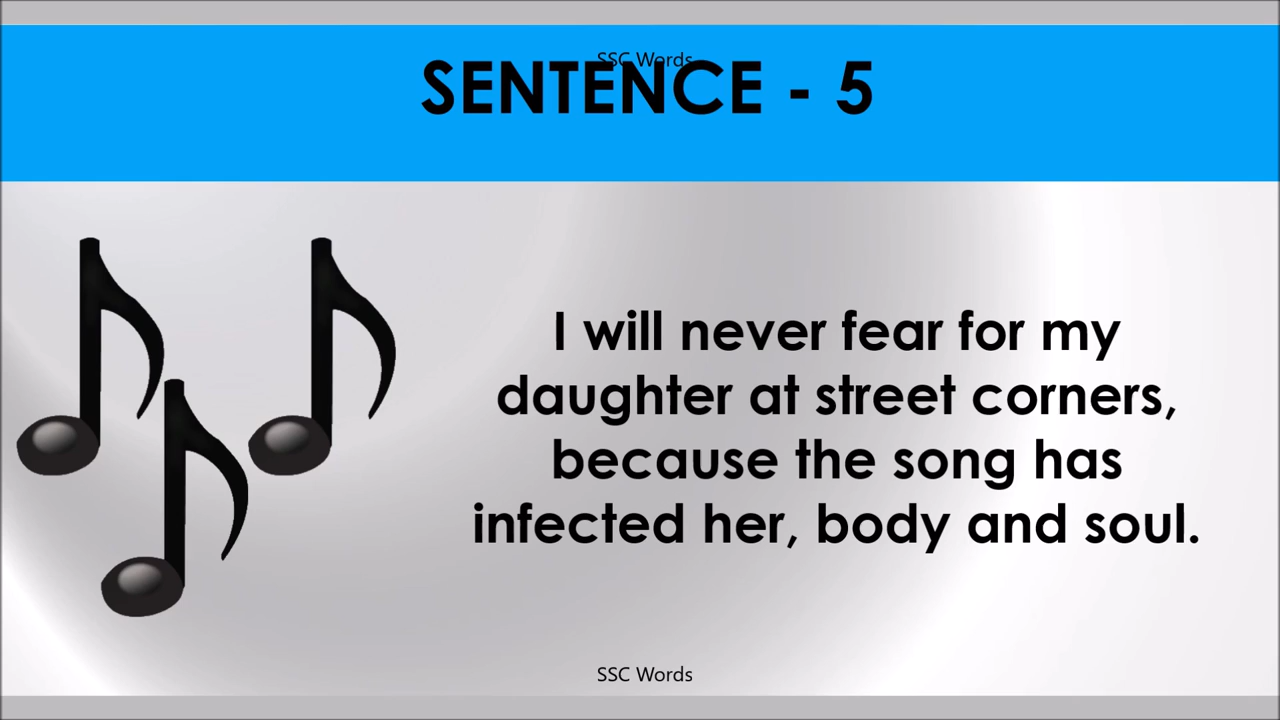 SSC Words
SENTENCE - 5
I will never fear for my
daughter at street corners,
because the song has
infected her, body and soul.
SSC Words